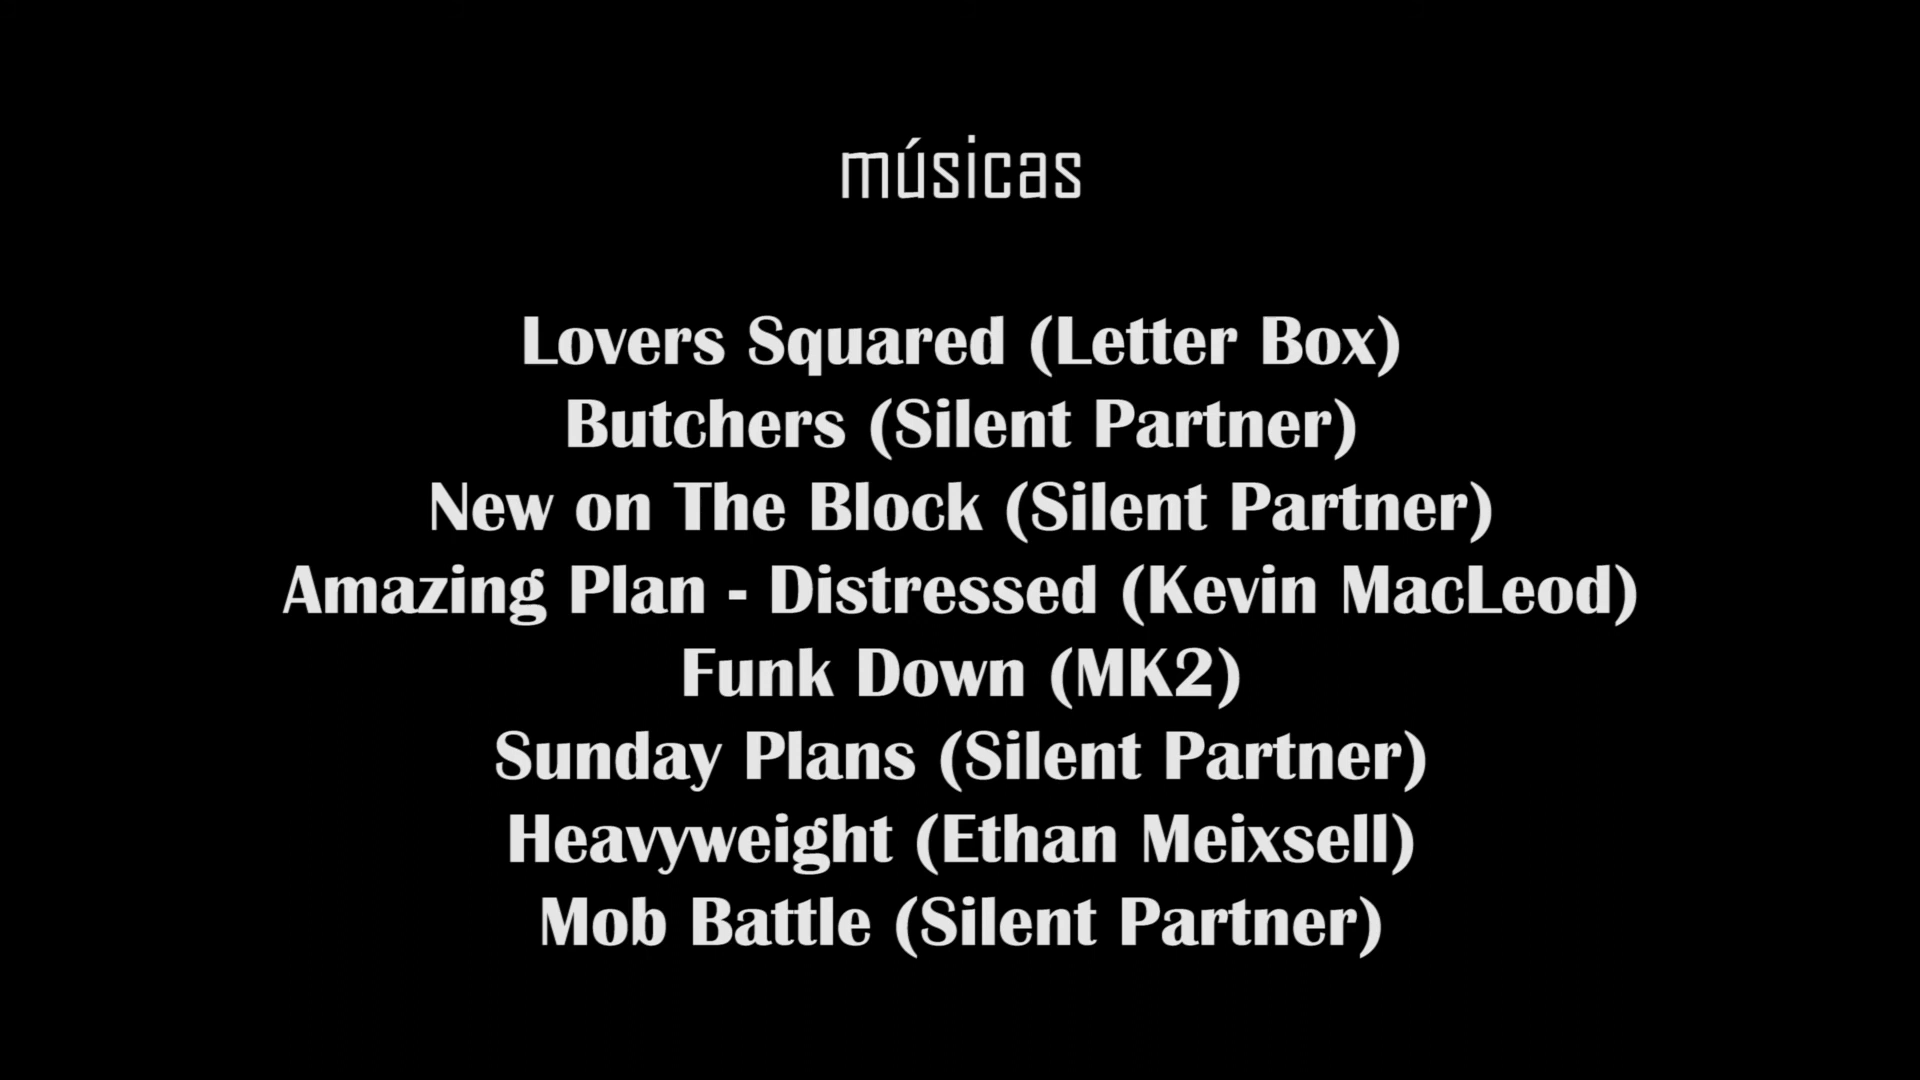 músicas
Lovers Squared (Letter Box)
Butchers (Silent Partner)
New on The Block (Silent Partner)
Amazing Plan - Distressed (Kevin MacLeod)
Funk Down (MK2)
Sunday Plans (Silent Partner)
Heavyweight (Ethan Meixsell)
Mob Battle (Silent Partner)